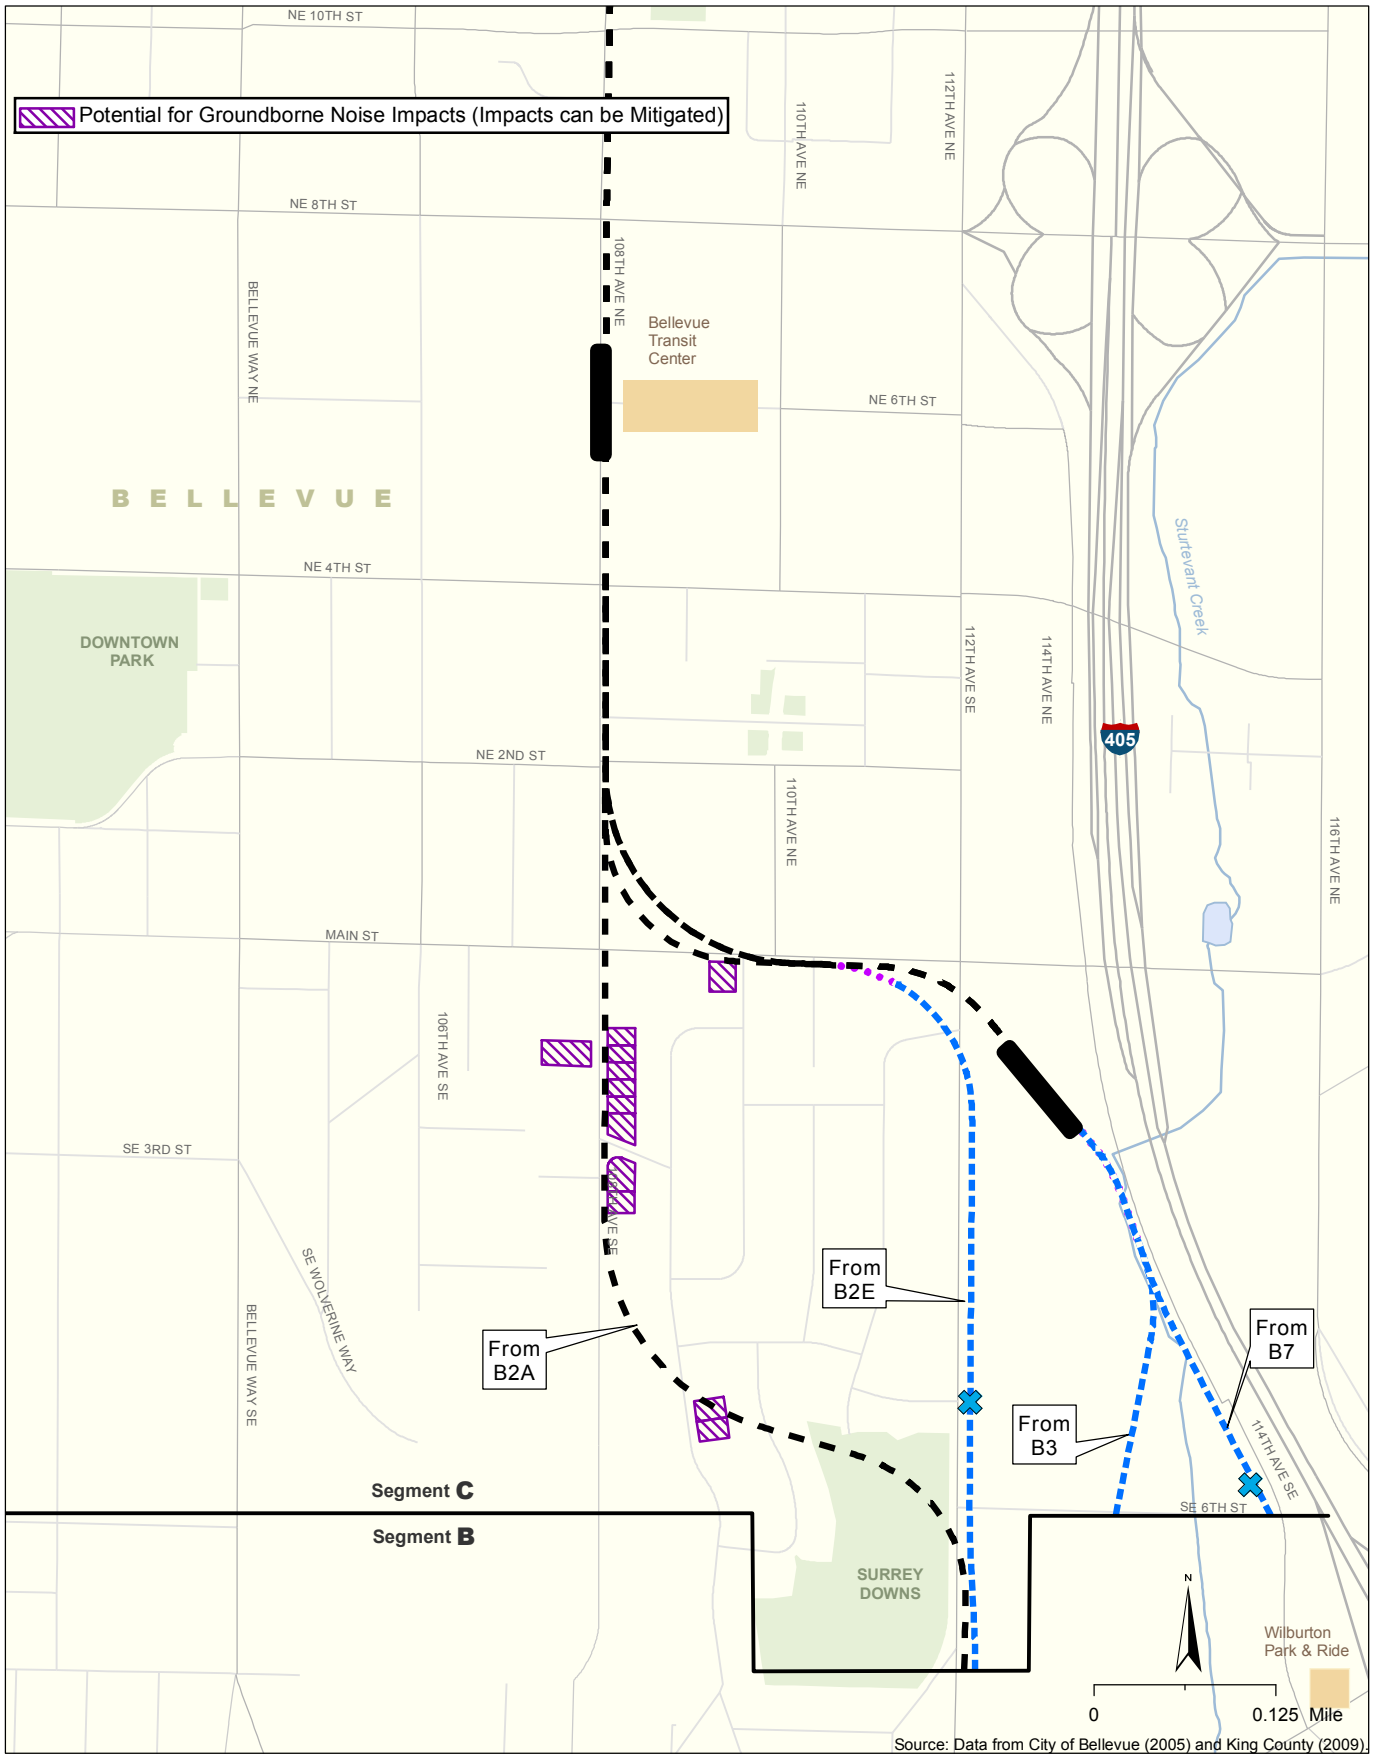 NE 10TH ST
112TH AVE NE
Potential for Groundborne Noise Impacts (Impacts can be Mitigated)
110TH AVE NE
NE 8TH ST
108TH AVE NE
BELLEVUE WAY NE
Bellevue
Transit
Center
NE 6TH ST
BELLEVUE
Sturtevant Creek
NE 4TH ST
DOWNTOWN
PARK
112TH AVE SE
114TH AVE NE
405
NE 2ND ST
110TH AVE NE
116TH AVE NE
MAIN ST
106TH AVE SE
SE 3RD ST
108TH AVE SE
SE WOLVERINE WAY
From
B2E
BELLEVUE WAY SE
From
B2A
From
B7
From
B3
114TH AVE SE
Segment C
SE 6TH ST
Segment B
SURREY
DOWNS
N
Wilburton
Park & Ride
0 0.125 Mile
Source: Data from City of Bellevue (2005) and King County (2009).